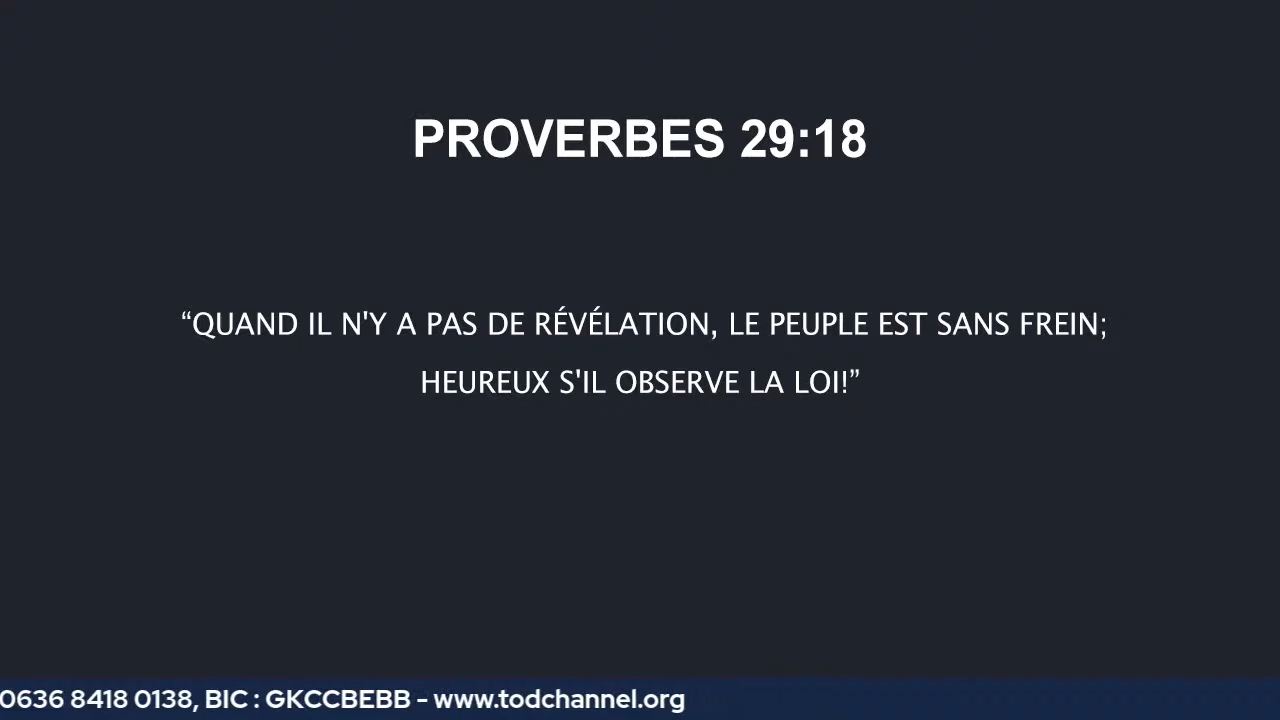 PROVERBES 29:18
“QUAND IL N'Y A PAS DE RÉVÉLATION, LE PEUPLE EST SANS FREIN;
HEUREUX S'IL OBSERVE LA LOI!”
0636 8418 0138, BIC : GKCCBEBB - www.todchannel.org